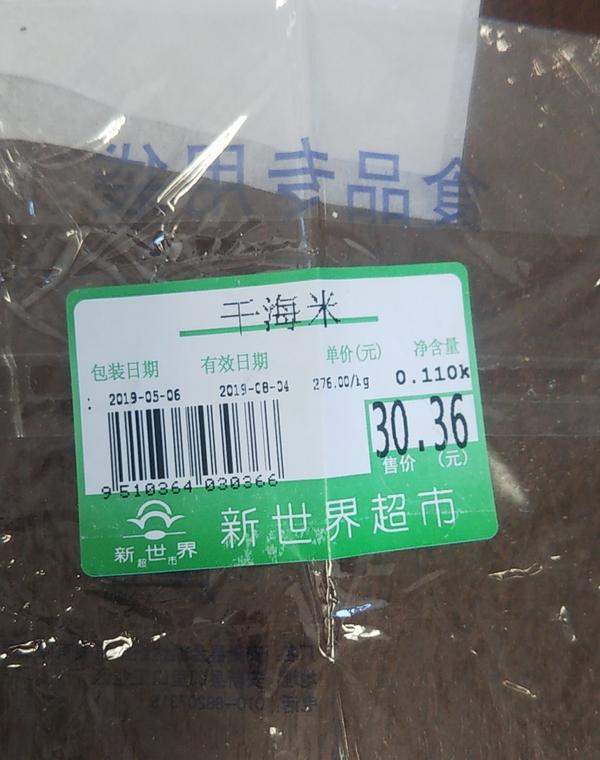 食品专用袋
干海米
包装日期 有效日期 单价(元) 净含量
2019-05-06 2019-08-04 276.00/kg 0.110k
30.36
售价 (元)
9 510364 030366
新世界超市
新世界
超市